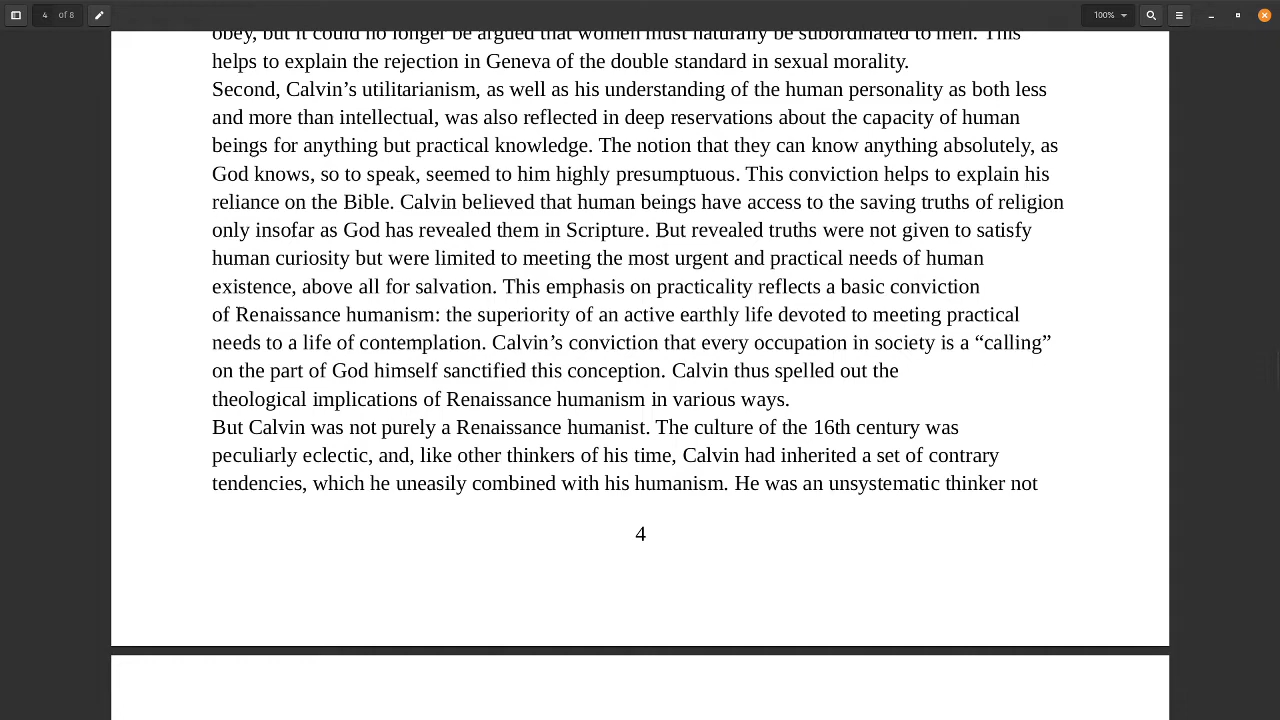 4 of 8
100%
obey, but it could no longer be argued that women must naturally be subordinated to men. This
helps to explain the rejection in Geneva of the double standard in sexual morality.
Second, Calvin’s utilitarianism, as well as his understanding of the human personality as both less
and more than intellectual, was also reflected in deep reservations about the capacity of human
beings for anything but practical knowledge. The notion that they can know anything absolutely, as
God knows, so to speak, seemed to him highly presumptuous. This conviction helps to explain his
reliance on the Bible. Calvin believed that human beings have access to the saving truths of religion
only insofar as God has revealed them in Scripture. But revealed truths were not given to satisfy
human curiosity but were limited to meeting the most urgent and practical needs of human
existence, above all for salvation. This emphasis on practicality reflects a basic conviction
of Renaissance humanism: the superiority of an active earthly life devoted to meeting practical
needs to a life of contemplation. Calvin’s conviction that every occupation in society is a “calling”
on the part of God himself sanctified this conception. Calvin thus spelled out the
theological implications of Renaissance humanism in various ways.
But Calvin was not purely a Renaissance humanist. The culture of the 16th century was
peculiarly eclectic, and, like other thinkers of his time, Calvin had inherited a set of contrary
tendencies, which he uneasily combined with his humanism. He was an unsystematic thinker not
4